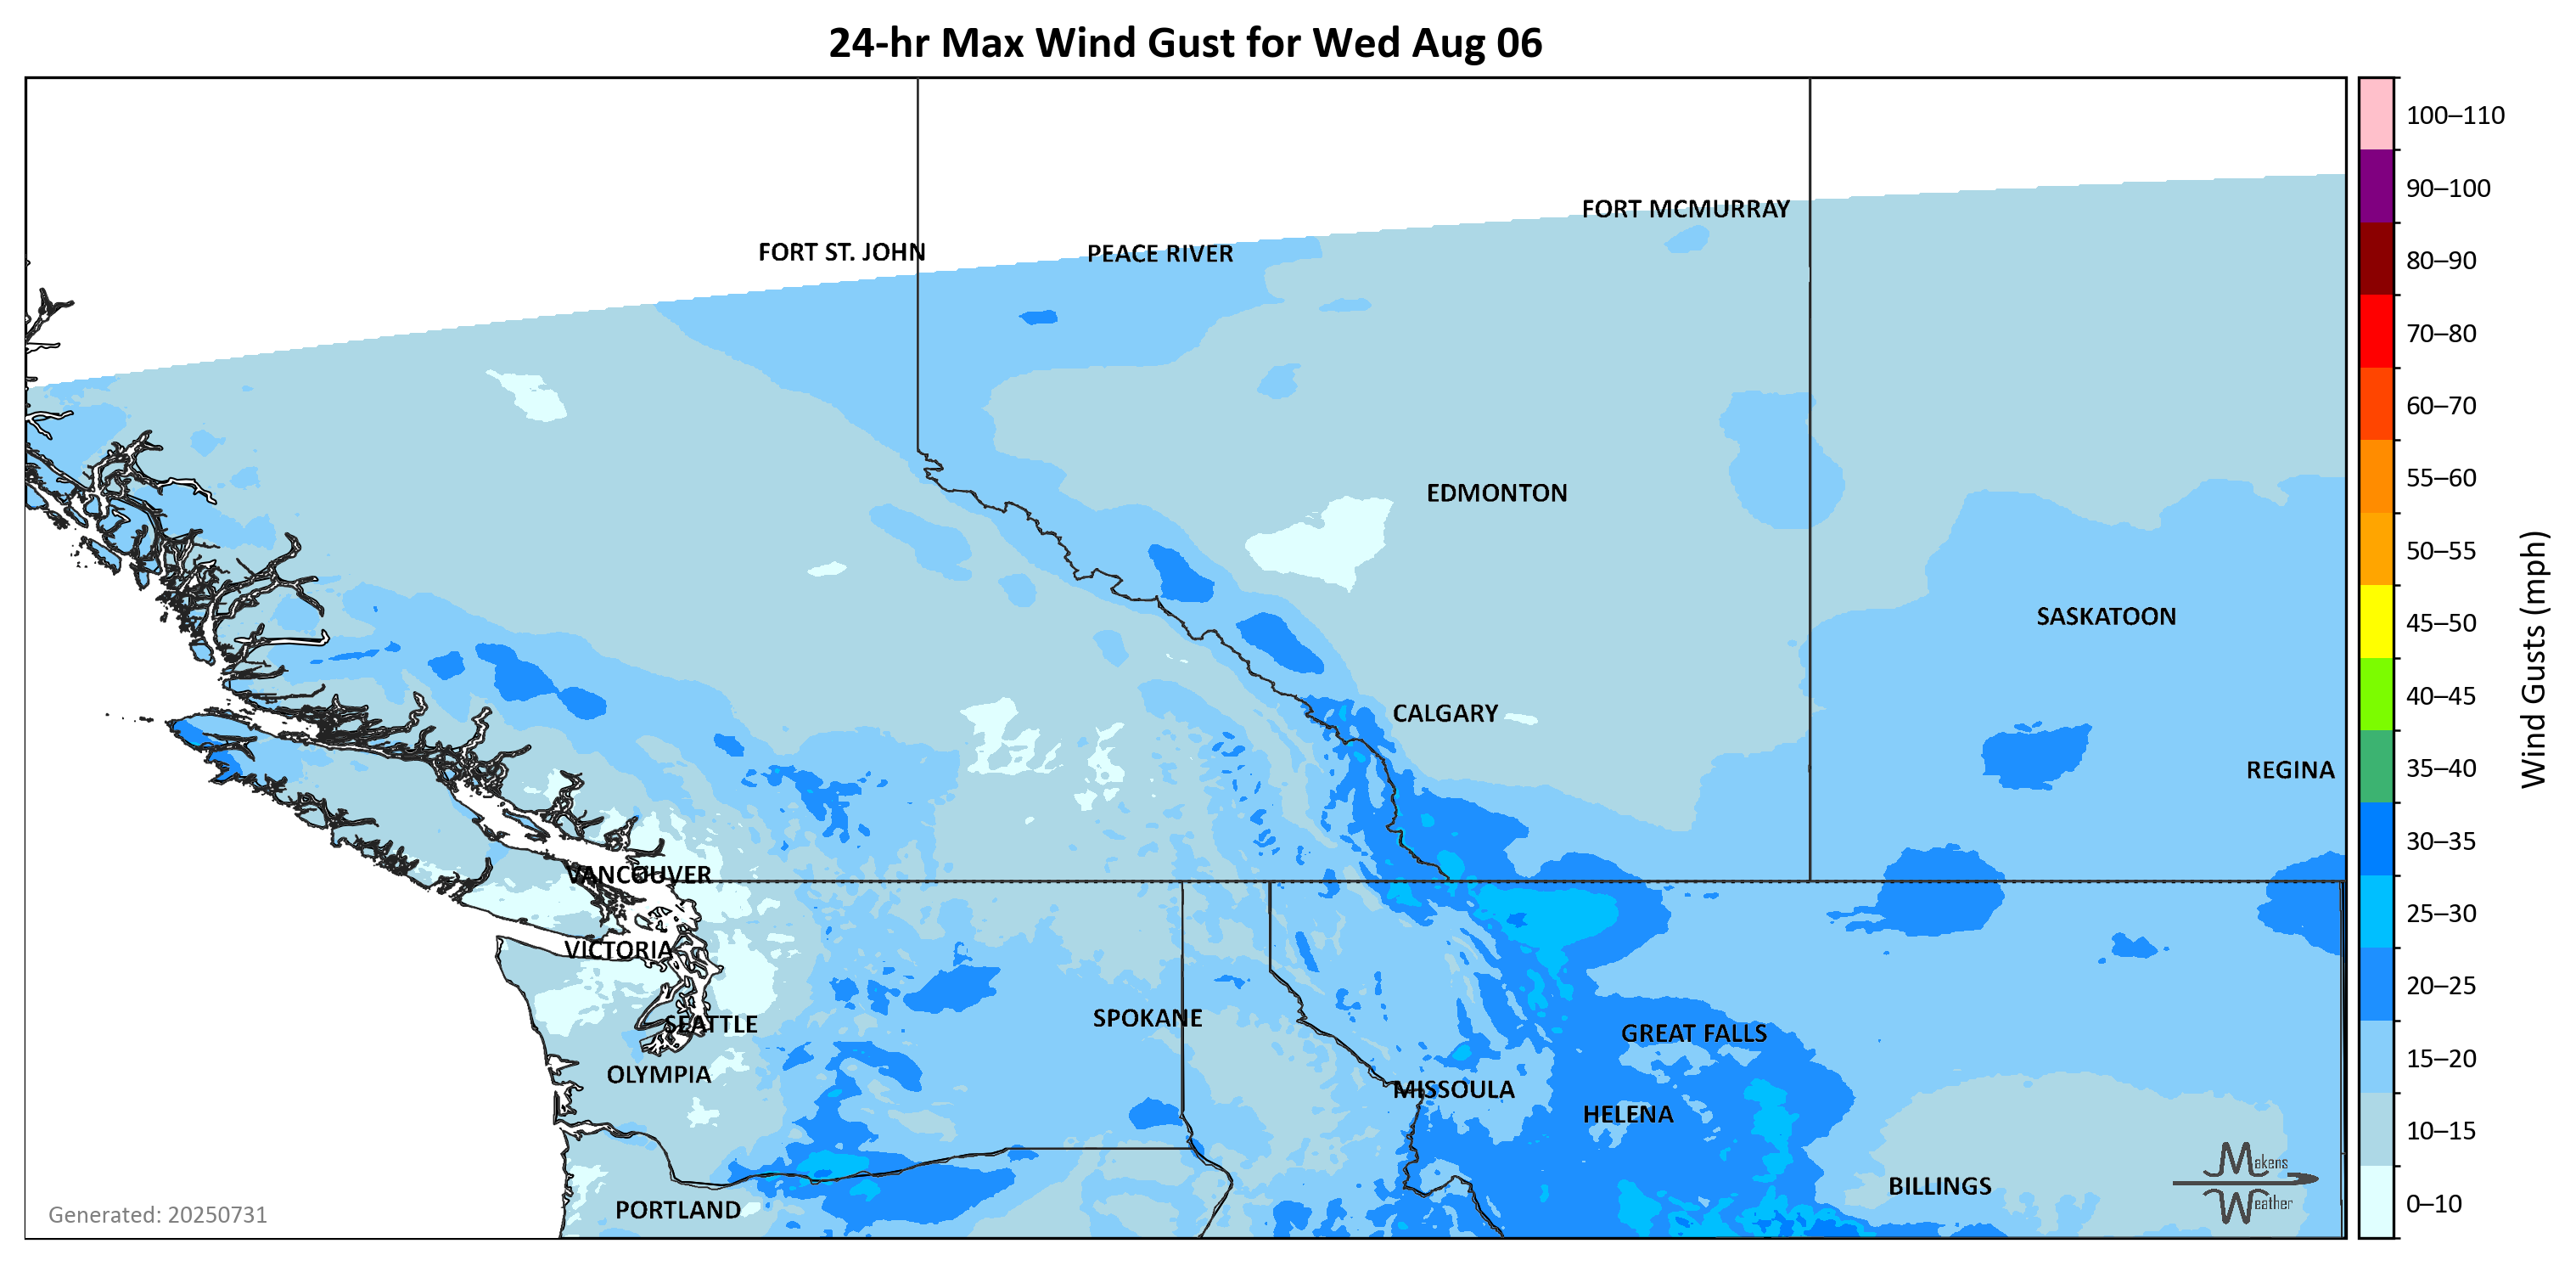 24-hr Max Wind Gust for Wed Aug 06
100–110
90–100
FORT MCMURRAY
FORT ST. JOHN
PEACE RIVER
80–90
70–80
60–70
55–60
EDMONTON
50–55
SASKATOON
45–50
40–45
CALGARY
REGINA
35–40
Wind Gusts (mph)
30–35
VANCOUVER
25–30
VICTORIA
20–25
SPOKANE
SEATTLE
GREAT FALLS
15–20
OLYMPIA
MISSOULA
HELENA
10–15
Makens
Weather
BILLINGS
0–10
PORTLAND
Generated: 20250731